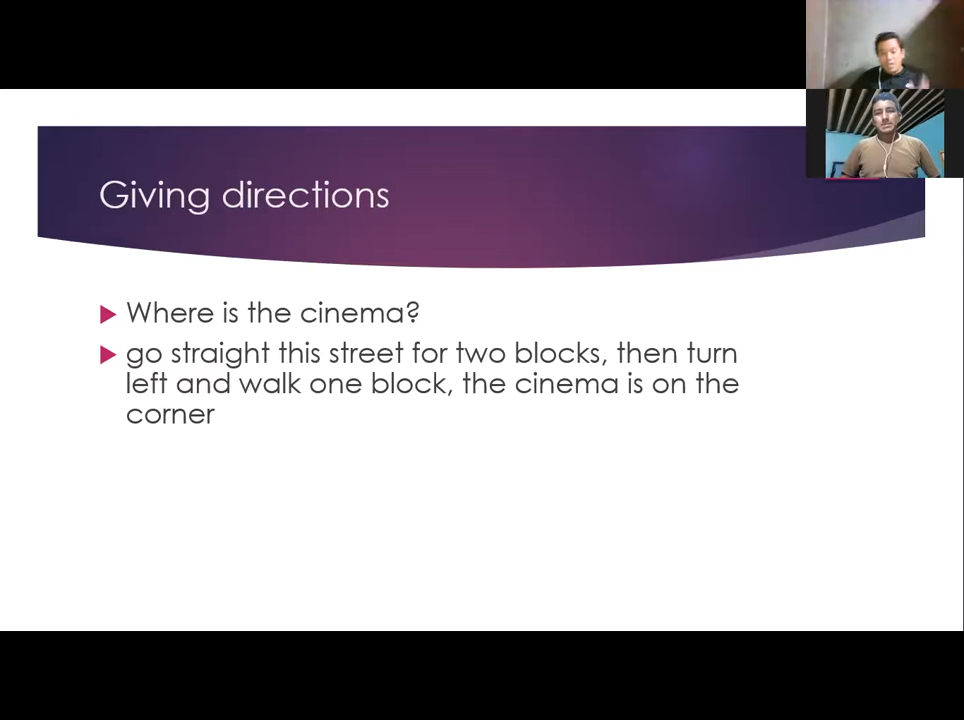 Giving directions
Where is the cinema?
go straight this street for two blocks, then turn
left and walk one block, the cinema is on the
corner